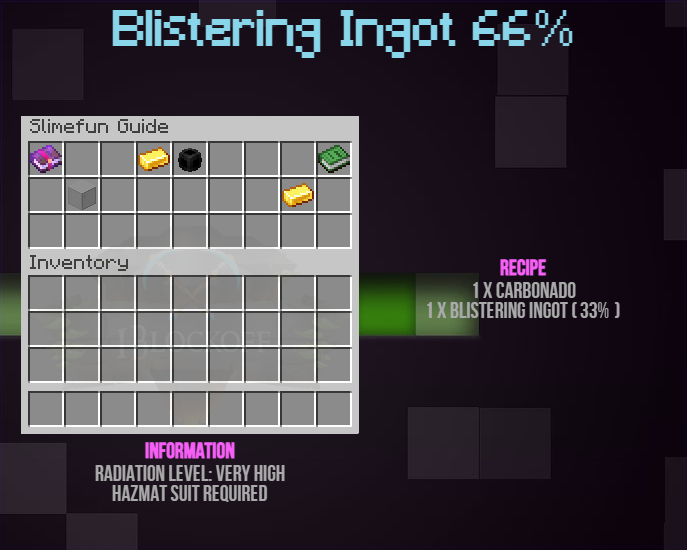 Blistering Ingot 66%
Slimefun Guide
Inventory
13Blockoff
RECIPE
1 X CARBONADO
1 X BLISTERING INGOT ( 33% )
INFORMATION
RADIATION LEVEL: VERY HIGH
HAZMAT SUIT REQUIRED